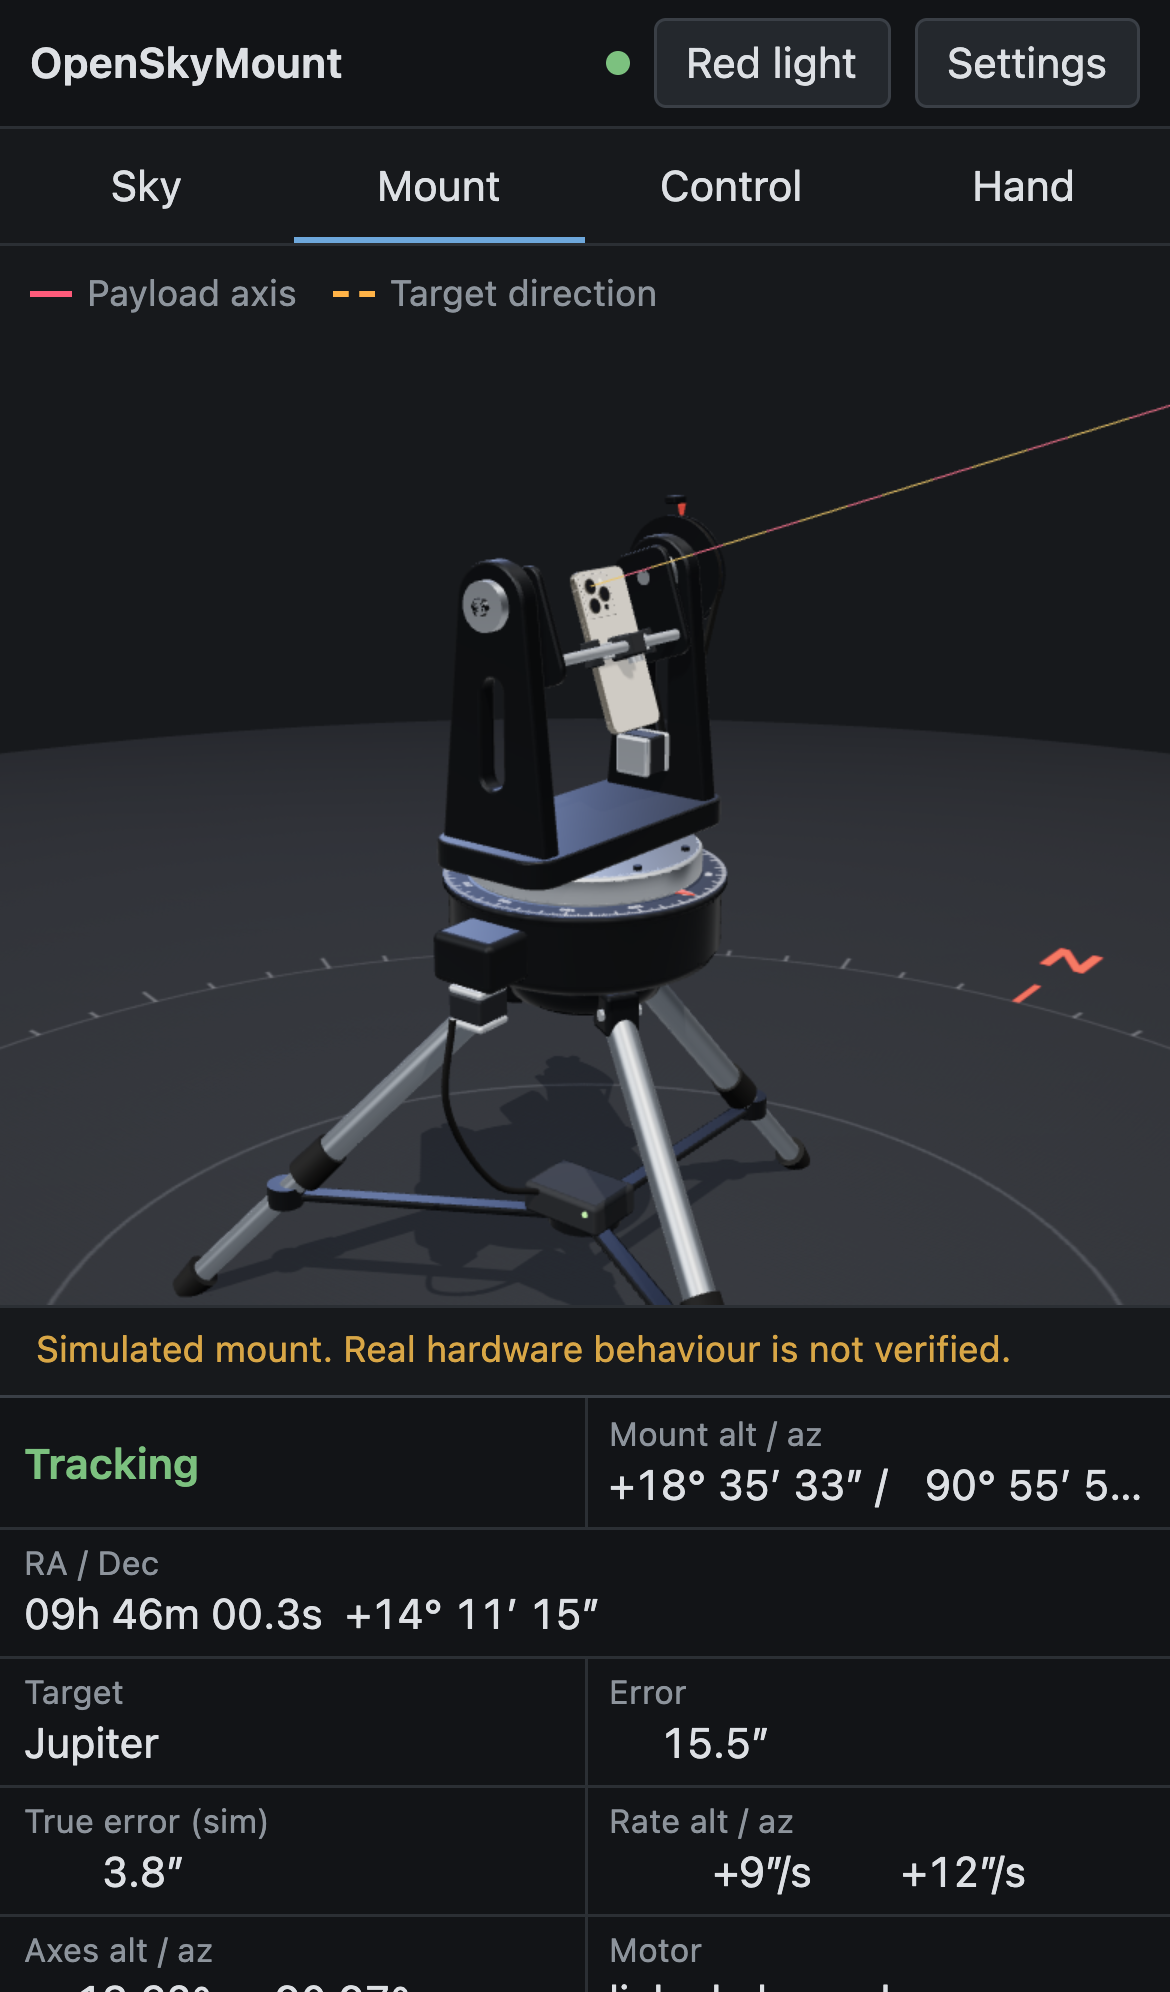 OpenSkyMount
Red light
Settings
Sky
Mount
Control
Hand
Payload axis
Target direction
N
Simulated mount. Real hardware behaviour is not verified.
Tracking
Mount alt / az
+18° 35′ 33″ / 90° 55′ 5...
RA / Dec
09h 46m 00.3s +14° 11′ 15″
Target
Jupiter
Error
15.5″
True error (sim)
3.8″
Rate alt / az
+9″/s +12″/s
Axes alt / az
Motor